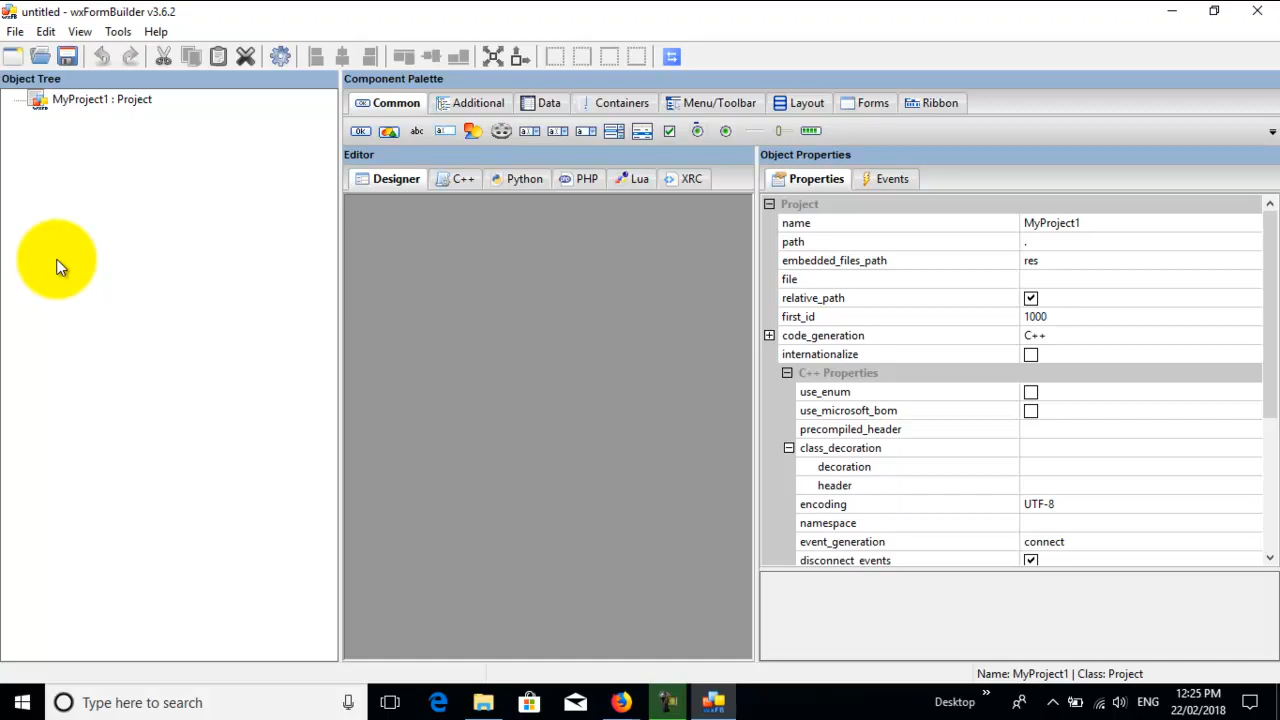 untitled - wxFormBuilder v3.6.2
File Edit View Tools Help
Object Tree
MyProject1 : Project
Component Palette
Common Additional Data Containers Menu/Toolbar Layout Forms Ribbon
Editor
Designer C++ Python PHP Lua XRC
Object Properties
Properties Events
Project
name MyProject1
path .
embedded_files_path res
file
relative_path
first_id 1000
code_generation C++
internationalize
C++ Properties
use_enum
use_microsoft_bom
precompiled_header
class_decoration
decoration
header
encoding UTF-8
namespace
event_generation connect
disconnect_events
Name: MyProject1 | Class: Project
Type here to search
Desktop » ENG 12:25 PM
22/02/2018